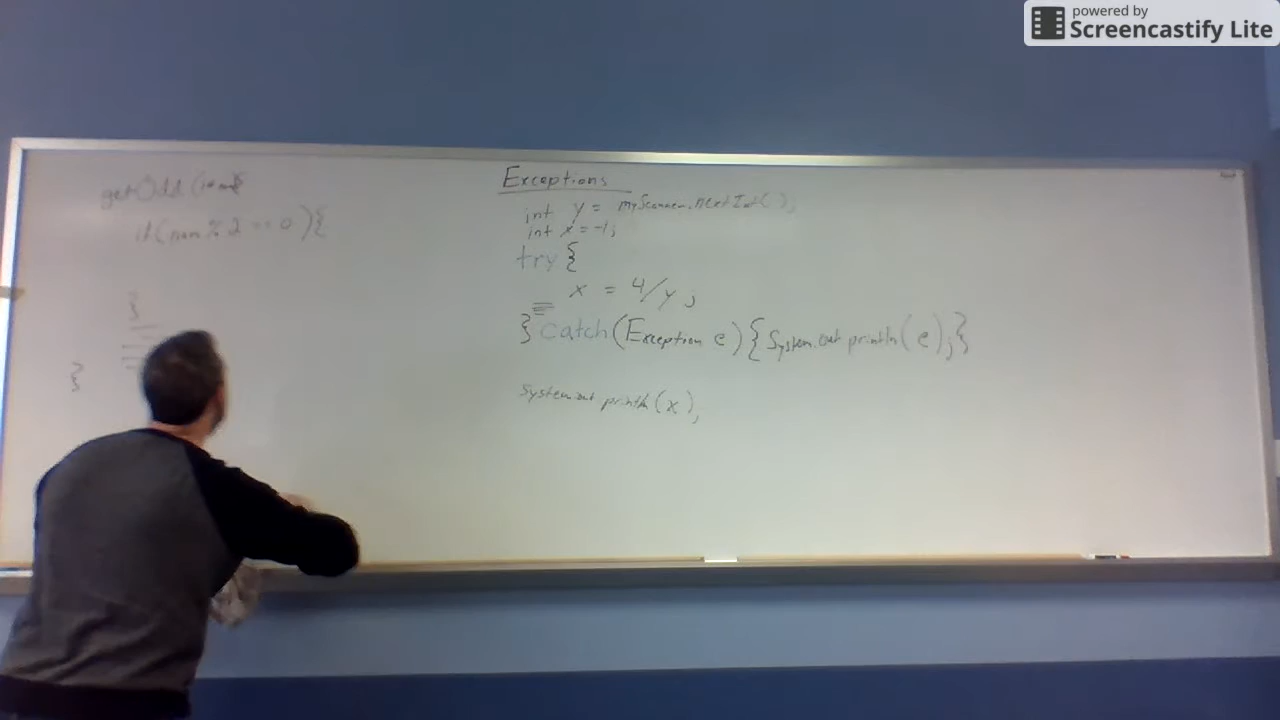 powered by
Screencastify Lite
getOdd(
if(num % 2 == 0){
}
}
Exceptions
int y = myScanner.nextInt();
int x = -1;
try {
x = 4/y;
} catch(Exception e){System.out.println(e);}
System.out.println(x);